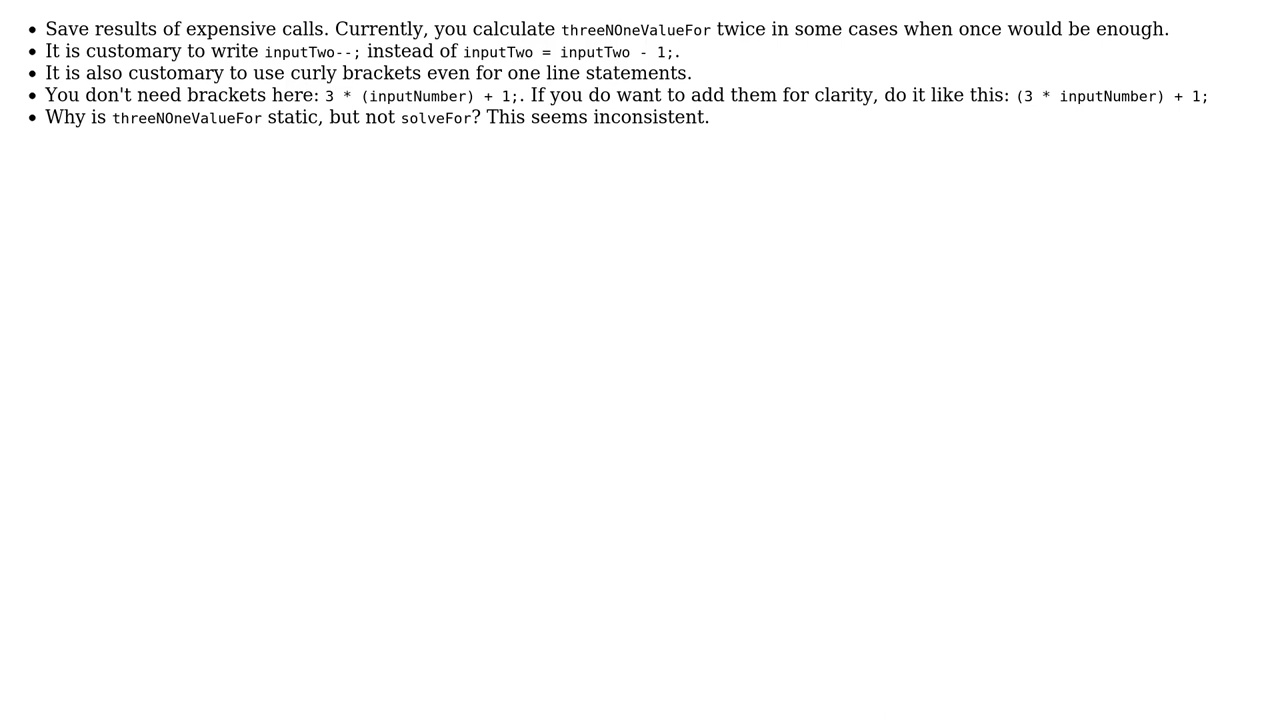 • Save results of expensive calls. Currently, you calculate threeNOneValueFor twice in some cases when once would be enough.
• It is customary to write inputTwo--; instead of inputTwo = inputTwo - 1;.
• It is also customary to use curly brackets even for one line statements.
• You don't need brackets here: 3 * (inputNumber) + 1;. If you do want to add them for clarity, do it like this: (3 * inputNumber) + 1;
• Why is threeNOneValueFor static, but not solveFor? This seems inconsistent.